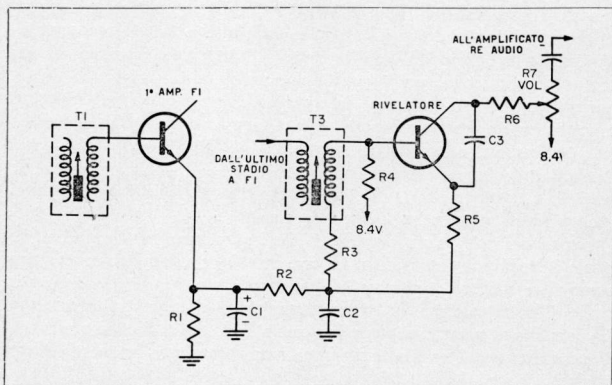 ALL'AMPLIFICATO
RE AUDIO
-
R7
VOL
1º AMP. FI
T1
T3
RIVELATORE
R6
C3
8.4V
DALL'ULTIMO
STADIO
A FI
R4
8.4V
R5
R3
R2
R1
+
C1
-
C2